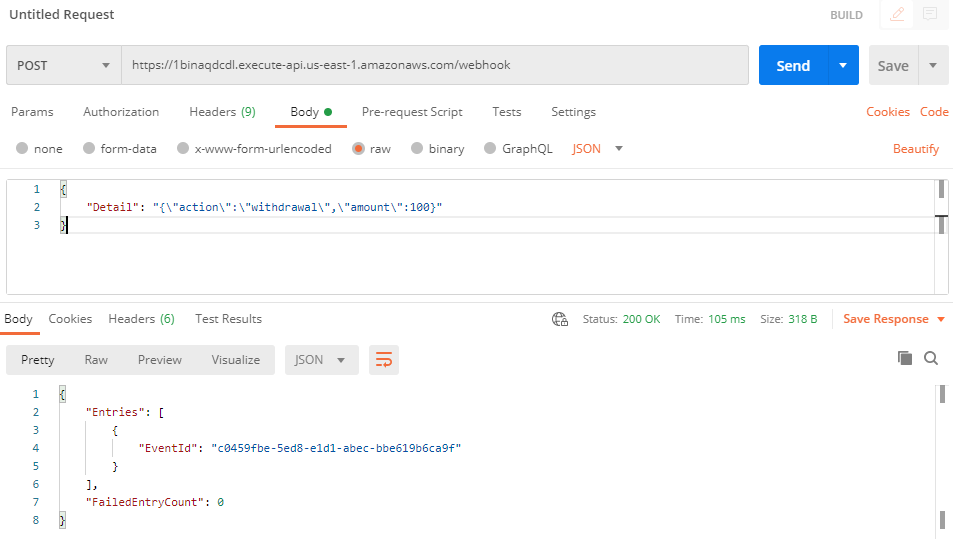 Untitled Request BUILD
POST https://1binaqdcdl.execute-api.us-east-1.amazonaws.com/webhook Send Save
Params Authorization Headers (9) Body Pre-request Script Tests Settings Cookies Code
none form-data x-www-form-urlencoded raw binary GraphQL JSON Beautify
1 {
2 "Detail": "{\"action\":\"withdrawal\",\"amount\":100}"
3 }
Body Cookies Headers (6) Test Results Status: 200 OK Time: 105 ms Size: 318 B Save Response
Pretty Raw Preview Visualize JSON
1 {
2 "Entries": [
3 {
4 "EventId": "c0459fbe-5ed8-e1d1-abec-bbe619b6ca9f"
5 }
6 ],
7 "FailedEntryCount": 0
8 }